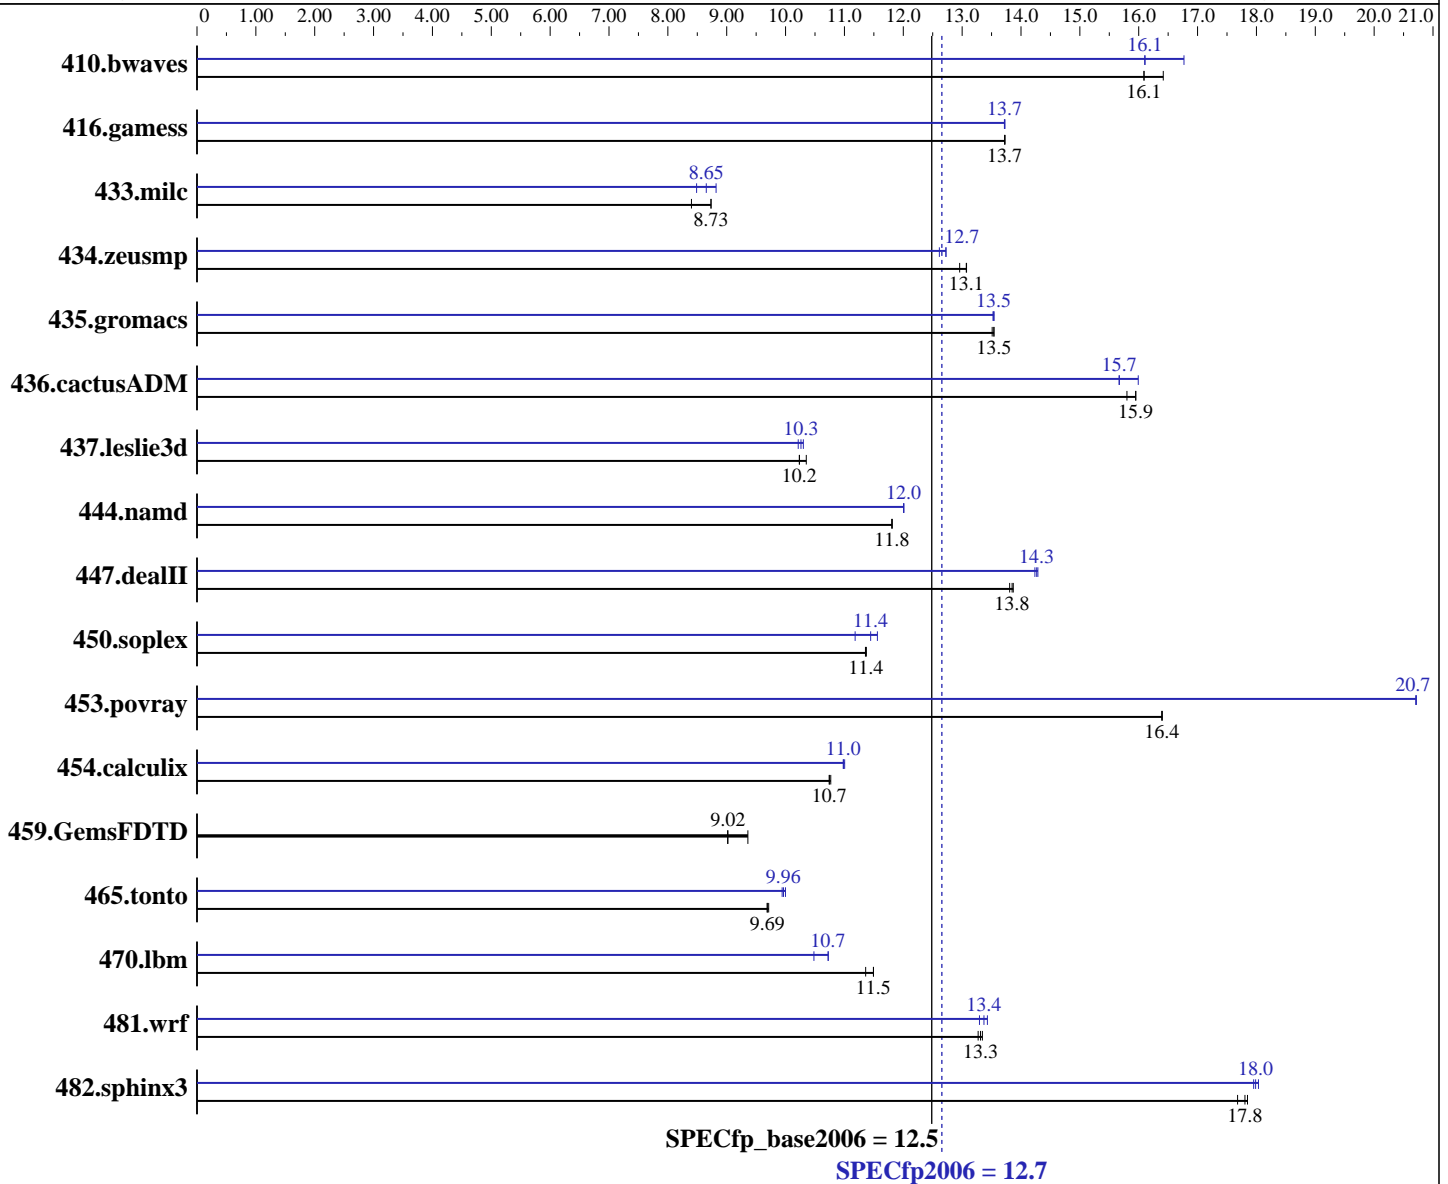 0 1.00 2.00 3.00 4.00 5.00 6.00 7.00 8.00 9.00 10.0 11.0 12.0 13.0 14.0 15.0 16.0 17.0 18.0 19.0 20.0 21.0
16.1
410.bwaves
16.1
13.7
416.gamess
13.7
8.65
433.milc
8.73
12.7
434.zeusmp
13.1
13.5
435.gromacs
13.5
15.7
436.cactusADM
15.9
10.3
437.leslie3d
10.2
12.0
444.namd
11.8
14.3
447.dealII
13.8
11.4
450.soplex
11.4
20.7
453.povray
16.4
11.0
454.calculix
10.7
9.02
459.GemsFDTD
9.96
465.tonto
9.69
10.7
470.lbm
11.5
13.4
481.wrf
13.3
18.0
482.sphinx3
17.8
SPECfp_base2006 = 12.5
SPECfp2006 = 12.7